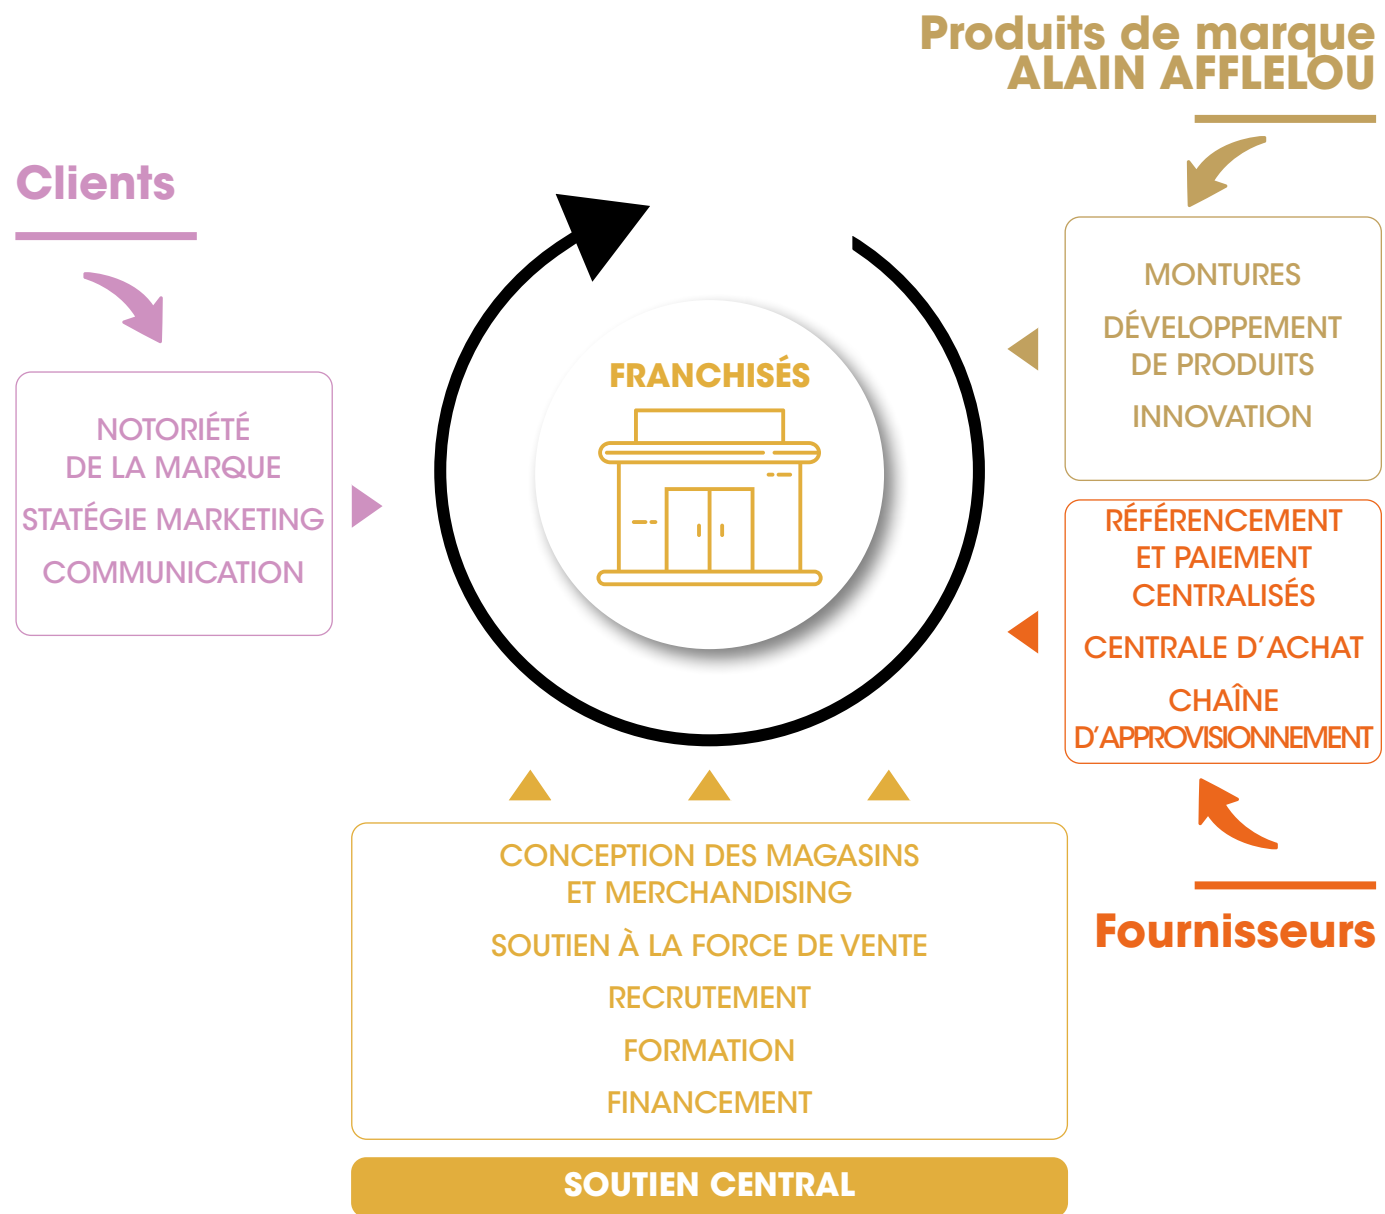 Produits de marque
ALAIN AFFLELOU
Clients
NOTORIÉTÉ
DE LA MARQUE
STATÉGIE MARKETING
COMMUNICATION
FRANCHISÉS
MONTURES
DÉVELOPPEMENT
DE PRODUITS
INNOVATION
RÉFÉRENCEMENT
ET PAIEMENT
CENTRALISÉS
CENTRALE D'ACHAT
CHAÎNE
D'APPROVISIONNEMENT
Fournisseurs
CONCEPTION DES MAGASINS
ET MERCHANDISING
SOUTIEN À LA FORCE DE VENTE
RECRUTEMENT
FORMATION
FINANCEMENT
SOUTIEN CENTRAL